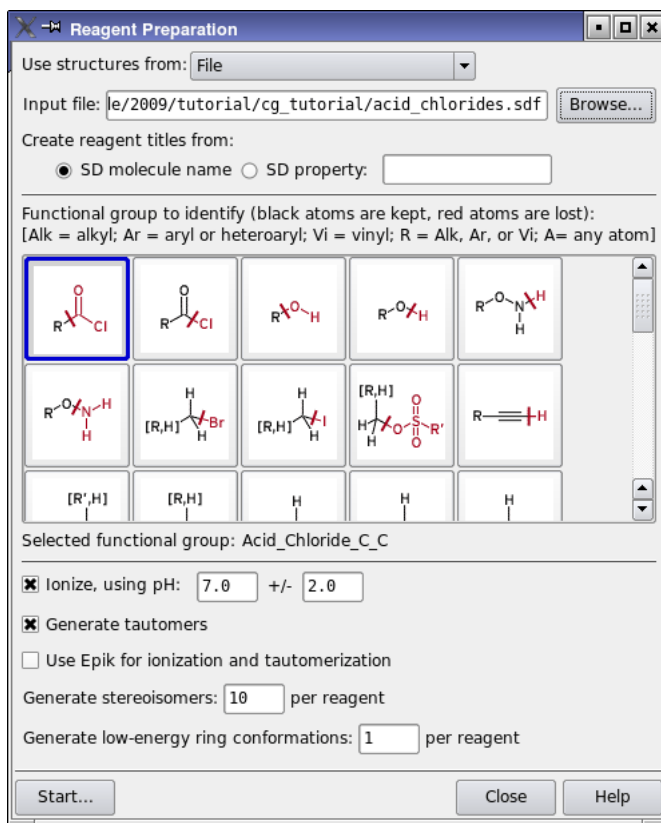 Reagent Preparation
Use structures from: File
Input file: le/2009/tutorial/cg_tutorial/acid_chlorides.sdf Browse...
Create reagent titles from:
SD molecule name SD property:
Functional group to identify (black atoms are kept, red atoms are lost):
[Alk = alkyl; Ar = aryl or heteroaryl; Vi = vinyl; R = Alk, Ar, or Vi; A= any atom]
O
R Cl
O
R Cl
R O H
R O H
R O N H
H
R O N H
H
H
[R,H] Br
H
H
[R,H] I
H
[R,H]
H O S R'
H O
O
R H
[R',H] [R,H] H H H
Selected functional group: Acid_Chloride_C_C
Ionize, using pH: 7.0 +/- 2.0
Generate tautomers
Use Epik for ionization and tautomerization
Generate stereoisomers: 10 per reagent
Generate low-energy ring conformations: 1 per reagent
Start... Close Help